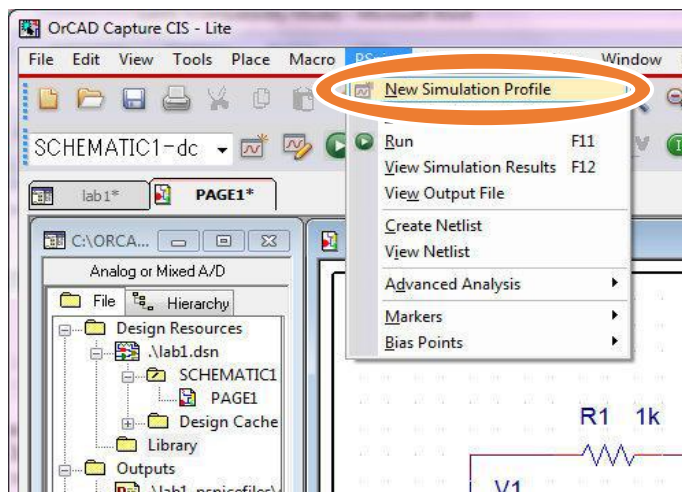 OrCAD Capture CIS - Lite
File Edit View Tools Place Macro Window
New Simulation Profile
SCHEMATIC1-dc
Run F11
View Simulation Results F12
View Output File
lab1* PAGE1*
Create Netlist
View Netlist
C:\ORCA...
Analog or Mixed A/D
Advanced Analysis
File Hierarchy
Markers
Design Resources
Bias Points
.\lab1.dsn
SCHEMATIC1
PAGE1
Design Cache
R1 1k
Library
Outputs
V1